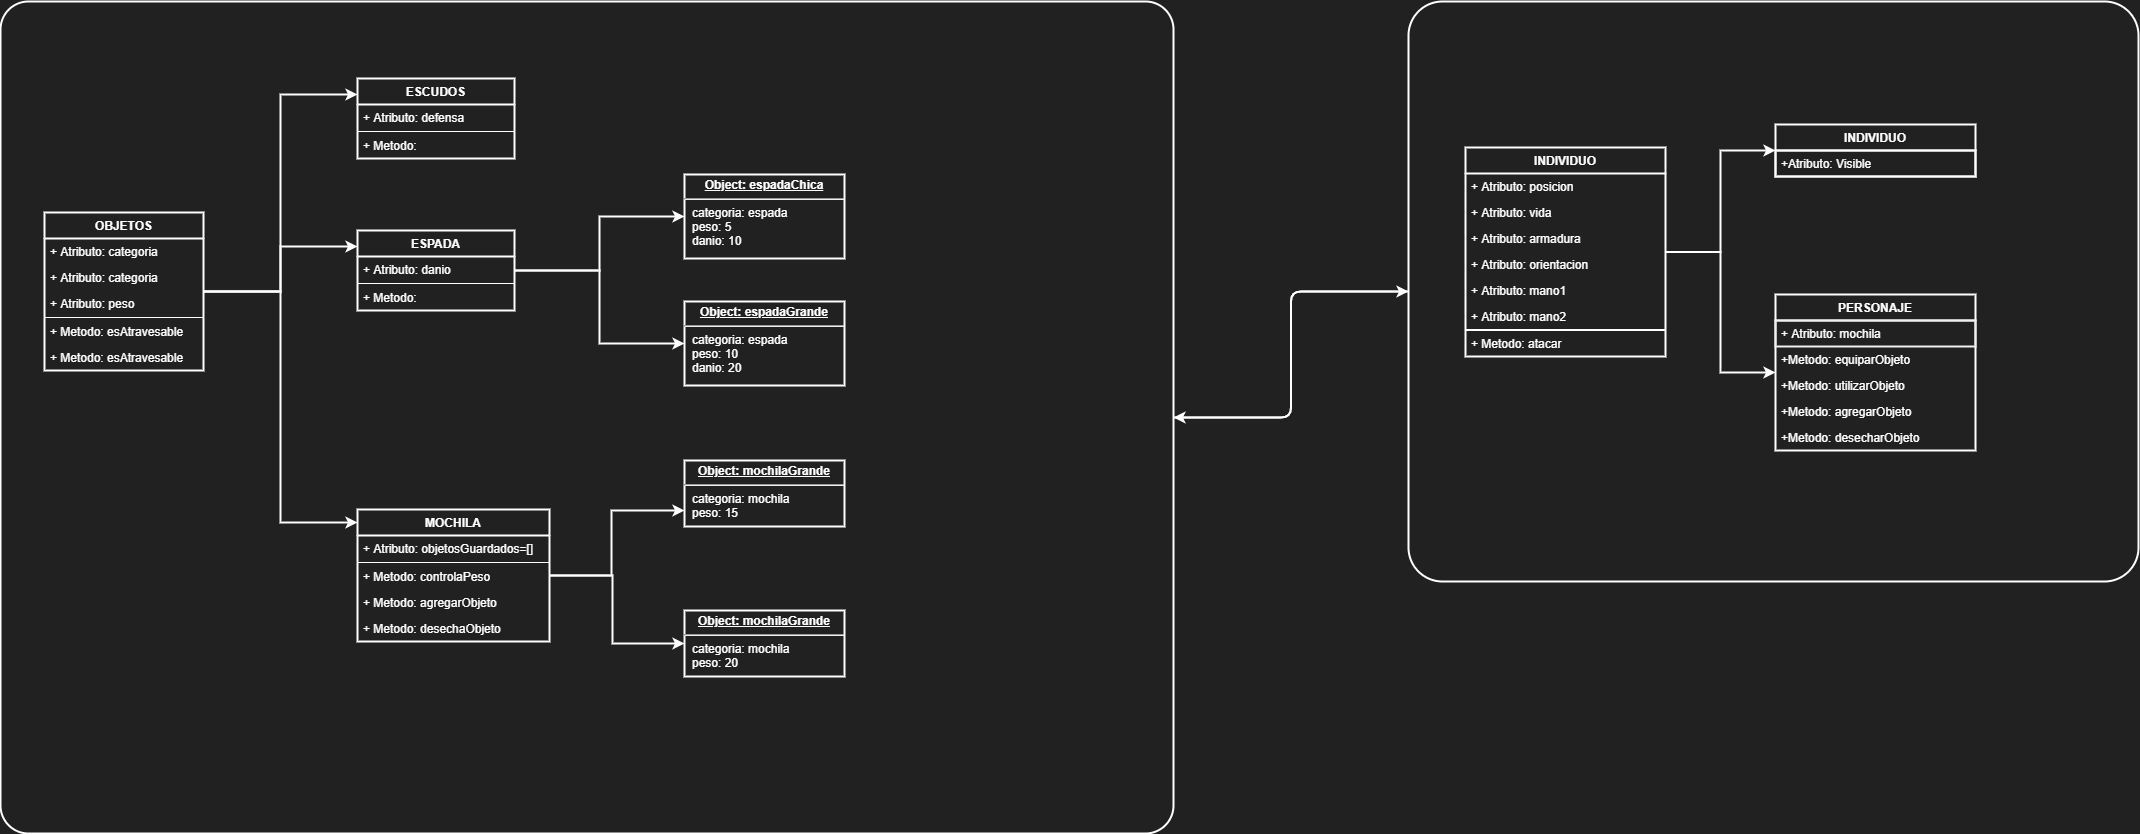 ESCUDOS
+ Atributo: defensa
+ Metodo:
OBJETOS
+ Atributo: categoria
+ Atributo: categoria
+ Atributo: peso
+ Metodo: esAtravesable
+ Metodo: esAtravesable
ESPADA
+ Atributo: danio
+ Metodo:
Object: espadaChica
categoria: espada
peso: 5
danio: 10
Object: espadaGrande
categoria: espada
peso: 10
danio: 20
MOCHILA
+ Atributo: objetosGuardados=[]
+ Metodo: controlaPeso
+ Metodo: agregarObjeto
+ Metodo: desechaObjeto
Object: mochilaGrande
categoria: mochila
peso: 15
Object: mochilaGrande
categoria: mochila
peso: 20
INDIVIDUO
+ Atributo: posicion
+ Atributo: vida
+ Atributo: armadura
+ Atributo: orientacion
+ Atributo: mano1
+ Atributo: mano2
+ Metodo: atacar
INDIVIDUO
+Atributo: Visible
PERSONAJE
+ Atributo: mochila
+Metodo: equiparObjeto
+Metodo: utilizarObjeto
+Metodo: agregarObjeto
+Metodo: desecharObjeto